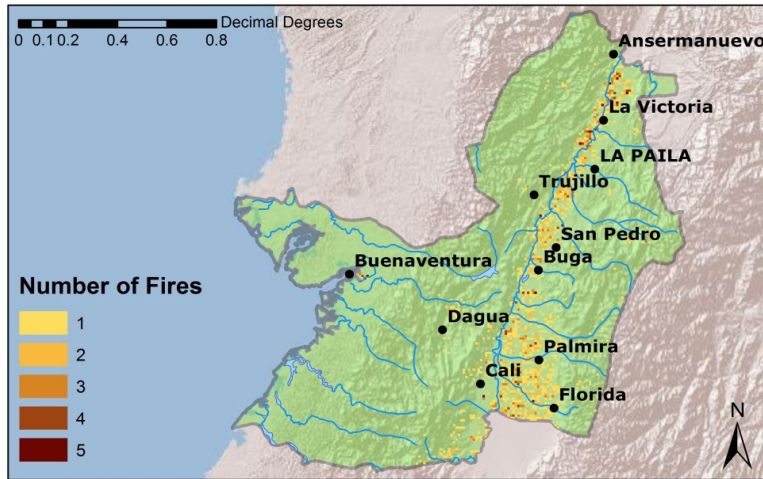 Decimal Degrees
0 0.1 0.2 0.4 0.6 0.8
Ansermanuevo
La Victoria
LA PAILA
Trujillo
San Pedro
Buenaventura
Buga
Number of Fires
1
Dagua
2
Palmira
3
Cali
Florida
4
N
5